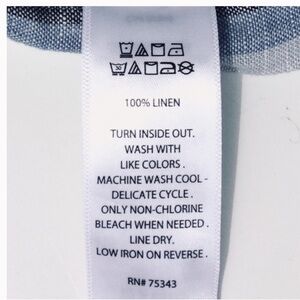 100% LINEN
TURN INSIDE OUT.
WASH WITH
LIKE COLORS .
MACHINE WASH COOL -
DELICATE CYCLE .
ONLY NON-CHLORINE
BLEACH WHEN NEEDED .
LINE DRY.
LOW IRON ON REVERSE .
RN# 75343